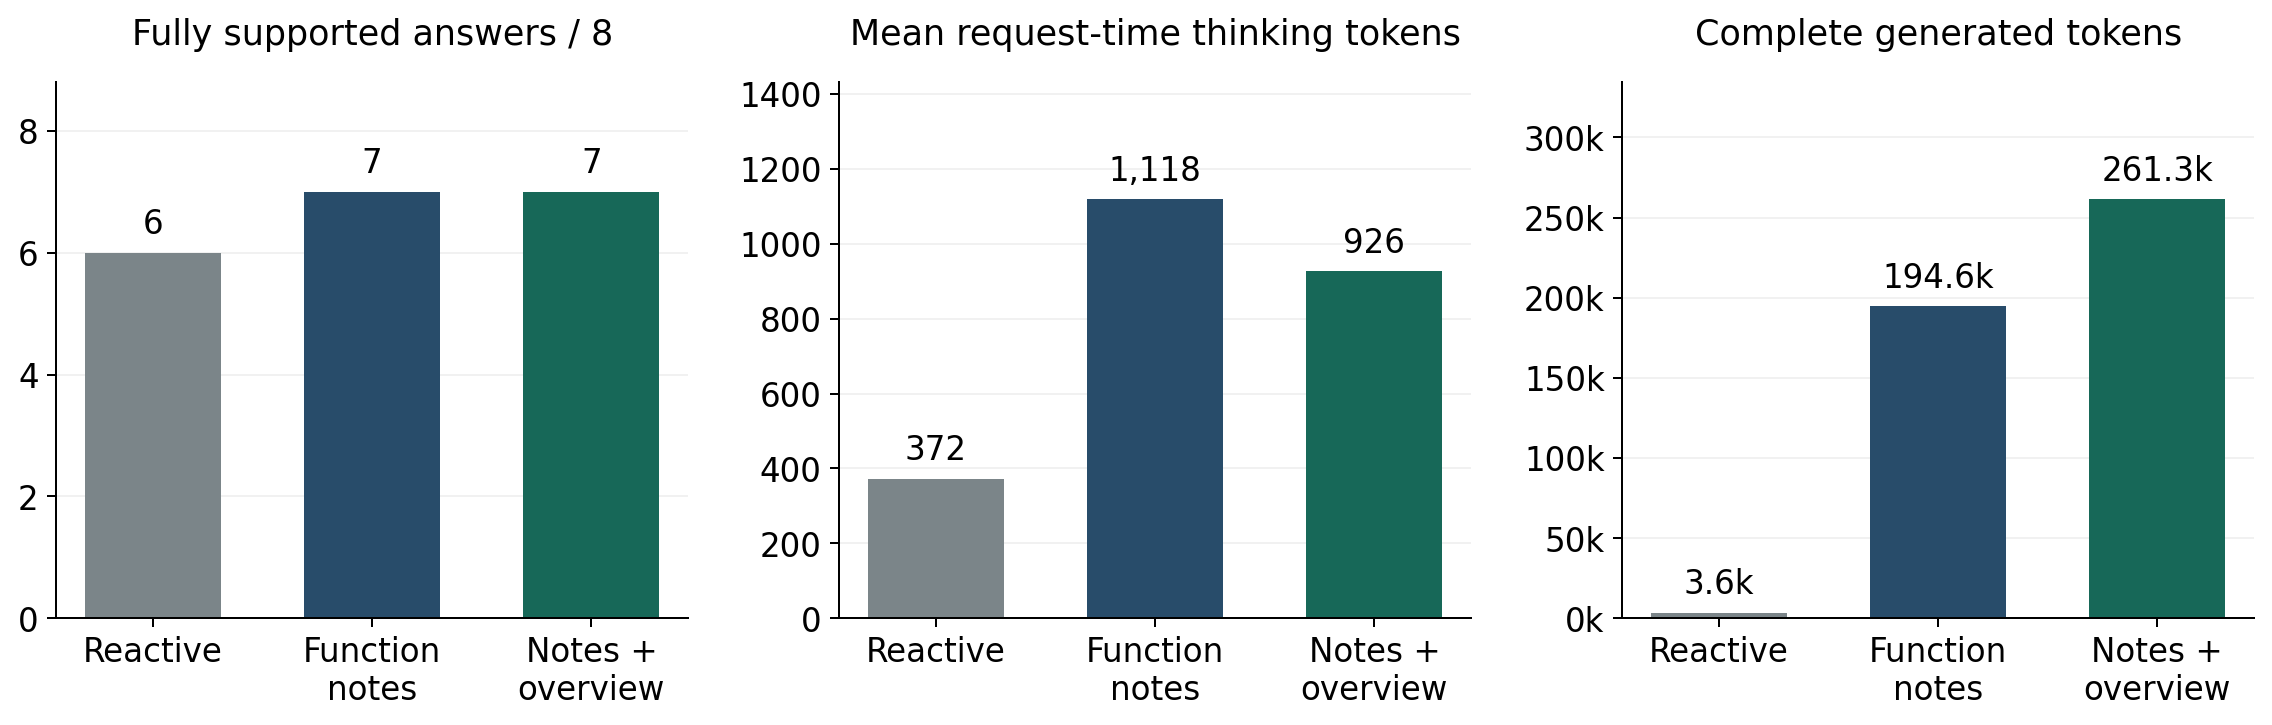 Fully supported answers / 8
8
6
4
2
0
6
7
7
Reactive
Function
notes
Notes +
overview
Mean request-time thinking tokens
1400
1200
1000
800
600
400
200
0
372
1,118
926
Reactive
Function
notes
Notes +
overview
Complete generated tokens
300k
250k
200k
150k
100k
50k
0k
3.6k
194.6k
261.3k
Reactive
Function
notes
Notes +
overview